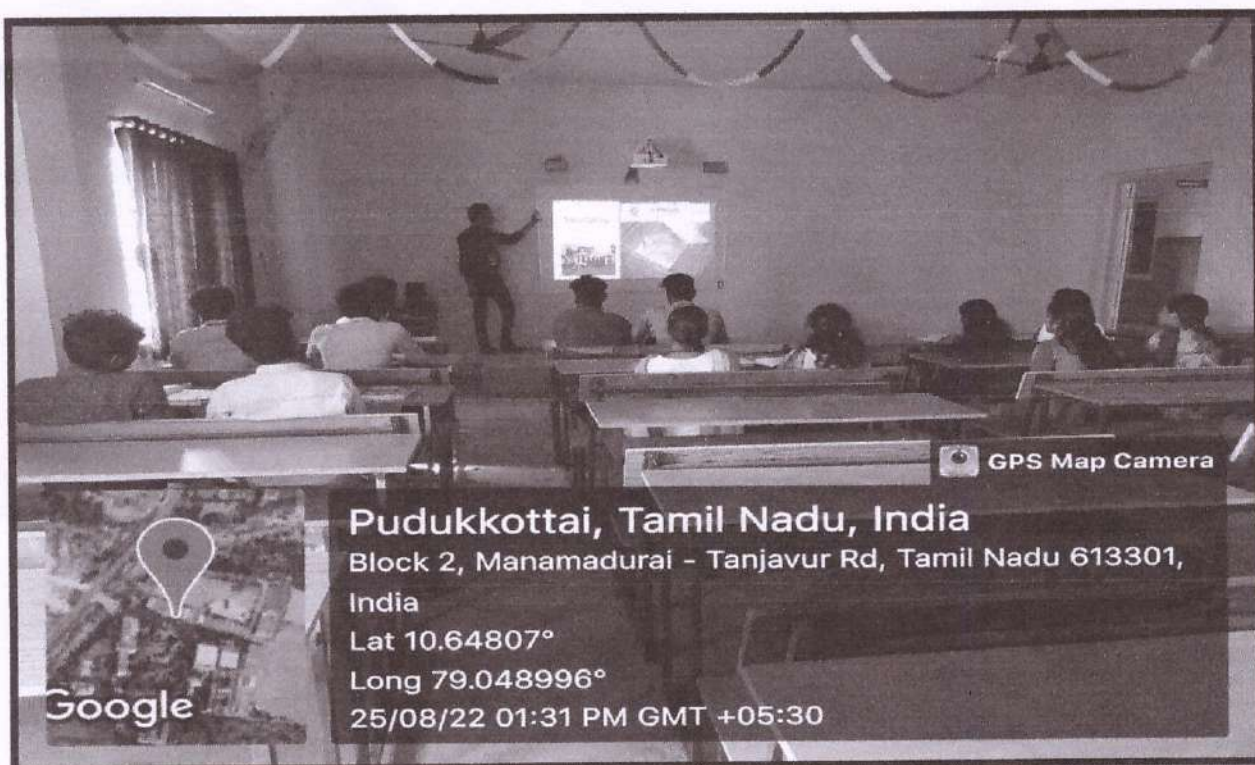 GPS Map Camera
Pudukkottai, Tamil Nadu, India
Block 2, Manamadurai - Tanjavur Rd, Tamil Nadu 613301,
India
Lat 10.64807°
Long 79.048996°
25/08/22 01:31 PM GMT +05:30
Google